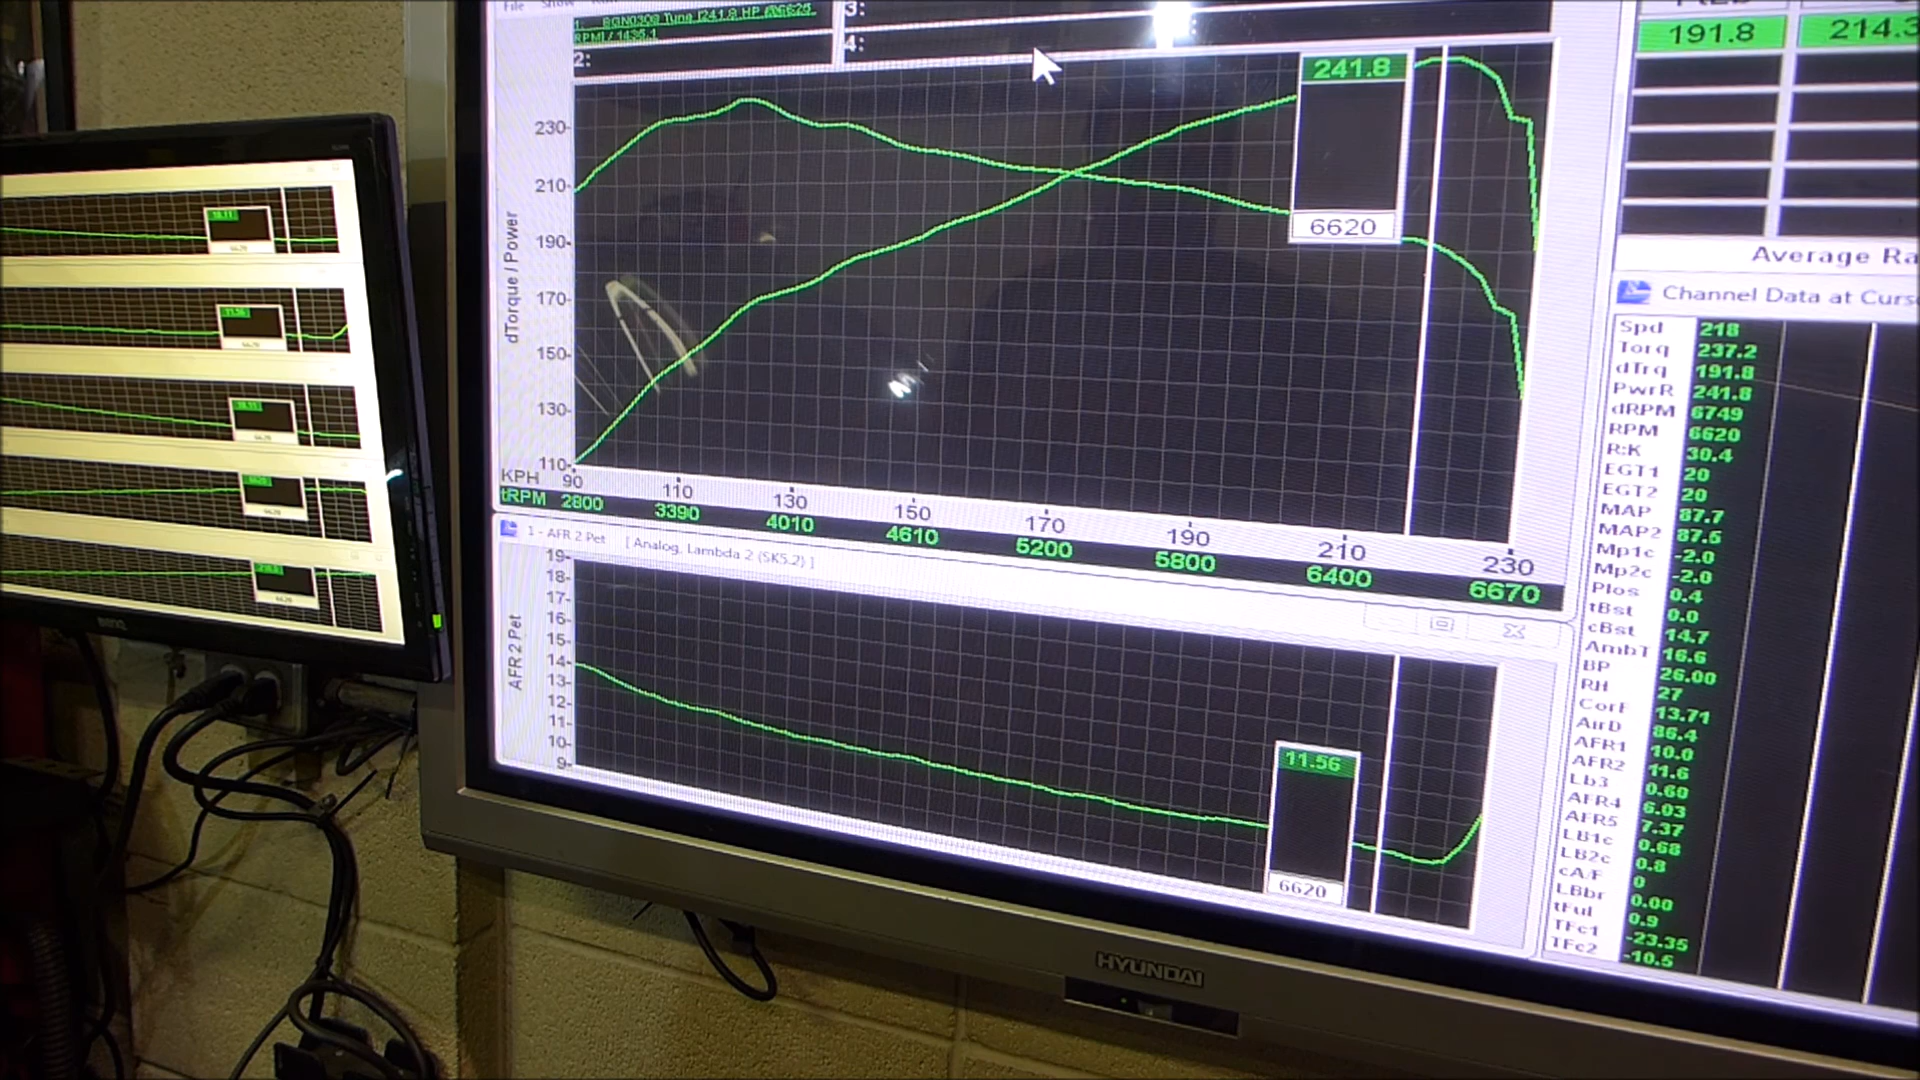 File
1: BGN0308 Tung [241.8 HP @6625
RPM] / 1435.1
2:
3:
4:
241.8
6620
dTorque / Power
230
210
190
170
150
130
110
KPH 90 110 130 150 170 190 210 230
tRPM 2800 3390 4010 4610 5200 5800 6400 6670
1 - AFR 2 Pet [ Analog, Lambda 2 (SK5.2) ]
AFR 2 Pet
19
18
17
16
15
14
13
12
11
10
9
11.56
6620
191.8 214.3
Average Ra
Channel Data at Curs
Spd 218
Torq 237.2
dTrq 191.8
PwrR 241.8
dRPM 6749
RPM 6620
R:K 30.4
EGT1 20
EGT2 20
MAP 87.7
MAP2 87.5
Mp1c -2.0
Mp2c -2.0
Plos 0.4
tBst 0.0
cBst 14.7
AmbT 16.6
BP 26.00
RH 27
CorF 13.71
AirD 86.4
AFR1 10.0
AFR2 11.6
Lb3 0.60
AFR4 6.03
AFR5 7.37
LB1c 0.68
LB2c 0.8
cA/F 0
LBbr 0.00
tFul 0.9
TFc1 -23.35
TFc2 -10.5
HYUNDAI
BenQ
11.56
6620
6620